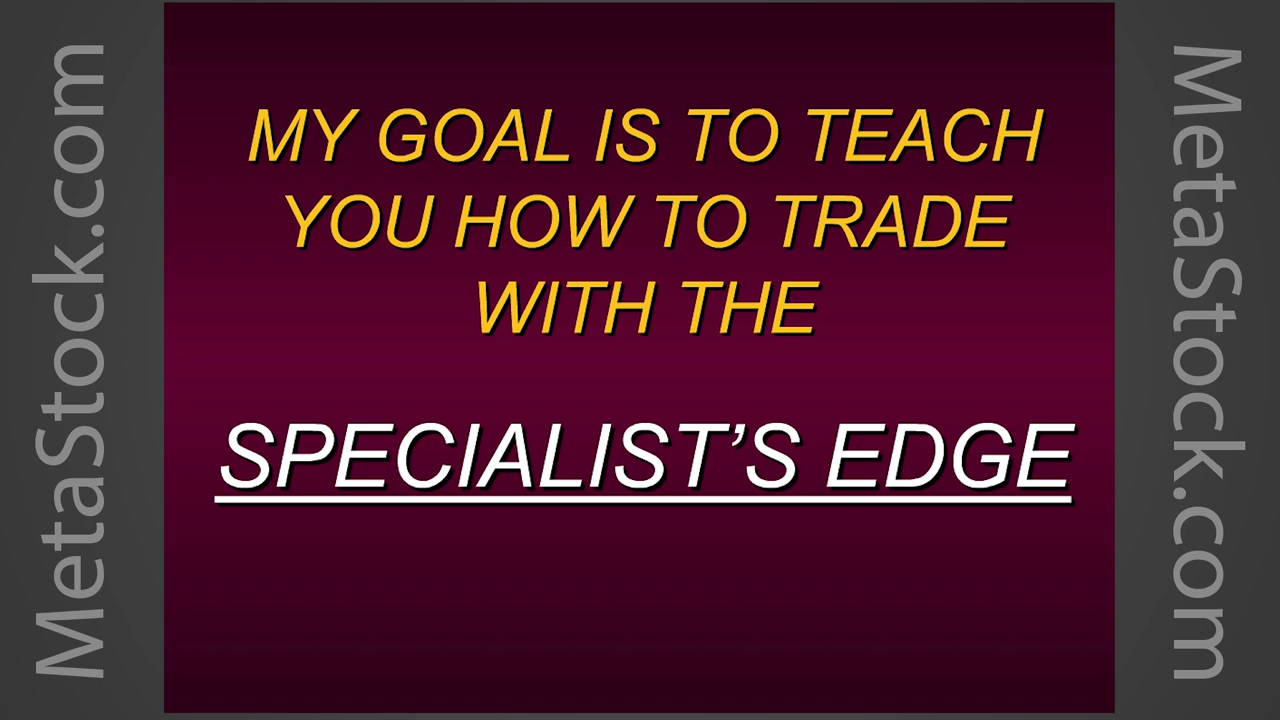 MetaStock.com
MY GOAL IS TO TEACH
YOU HOW TO TRADE
WITH THE
SPECIALIST’S EDGE
MetaStock.com